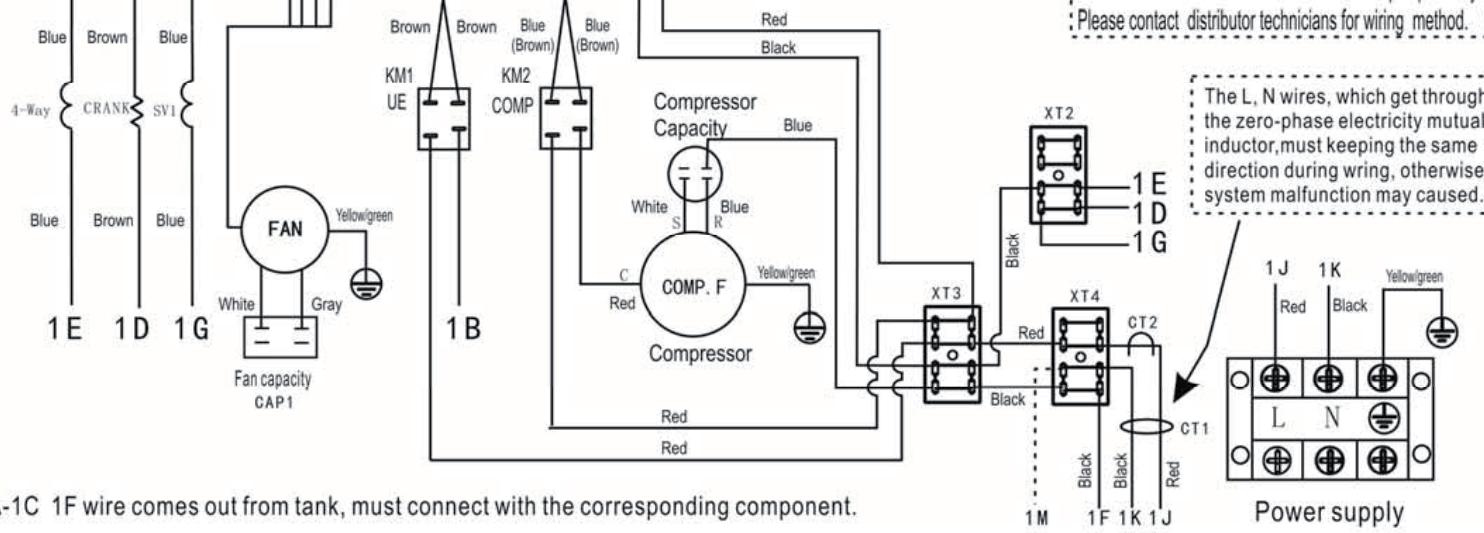 Please contact distributor technicians for wiring method.
Blue Brown Blue
Brown Brown
Blue (Brown) Blue (Brown)
Red
Black
4-Way CRANK SV1
KM1
UE
KM2
COMP
Compressor
Capacity
Blue
XT2
The L, N wires, which get through
the zero-phase electricity mutual
inductor,must keeping the same
direction during wring, otherwise
system malfunction may caused.
1E
1D
1G
Black
Blue Brown Blue
FAN
Yellow/green
White Blue
S R
C
Red
COMP. F
Yellow/green
Compressor
White Gray
Fan capacity
CAP1
1E 1D 1G
1B
XT3
XT4
Red
Black
CT2
CT1
1J 1K
Red Black
Yellow/green
L N
Power supply
Red
Red
Black Black Red
1M 1F 1K 1J
-1C 1F wire comes out from tank, must connect with the corresponding component.